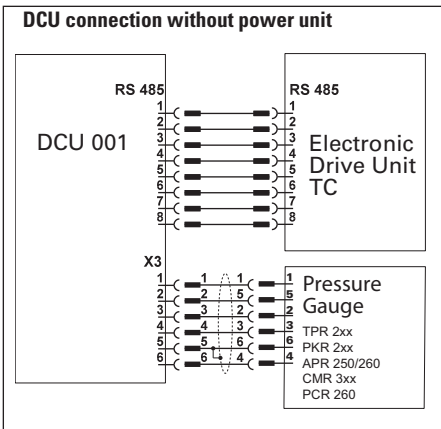 DCU connection without power unit
RS 485 RS 485
1 1
2 2
3 3
4 4
5 5
6 6
7 7
8 8
DCU 001
Electronic
Drive Unit
TC
X3
1 1 1 1
2 2 5 5
3 3 2 2
4 4 3 3
5 5 6 6
6 6 4 4
Pressure
Gauge
TPR 2xx
PKR 2xx
APR 250/260
CMR 3xx
PCR 260